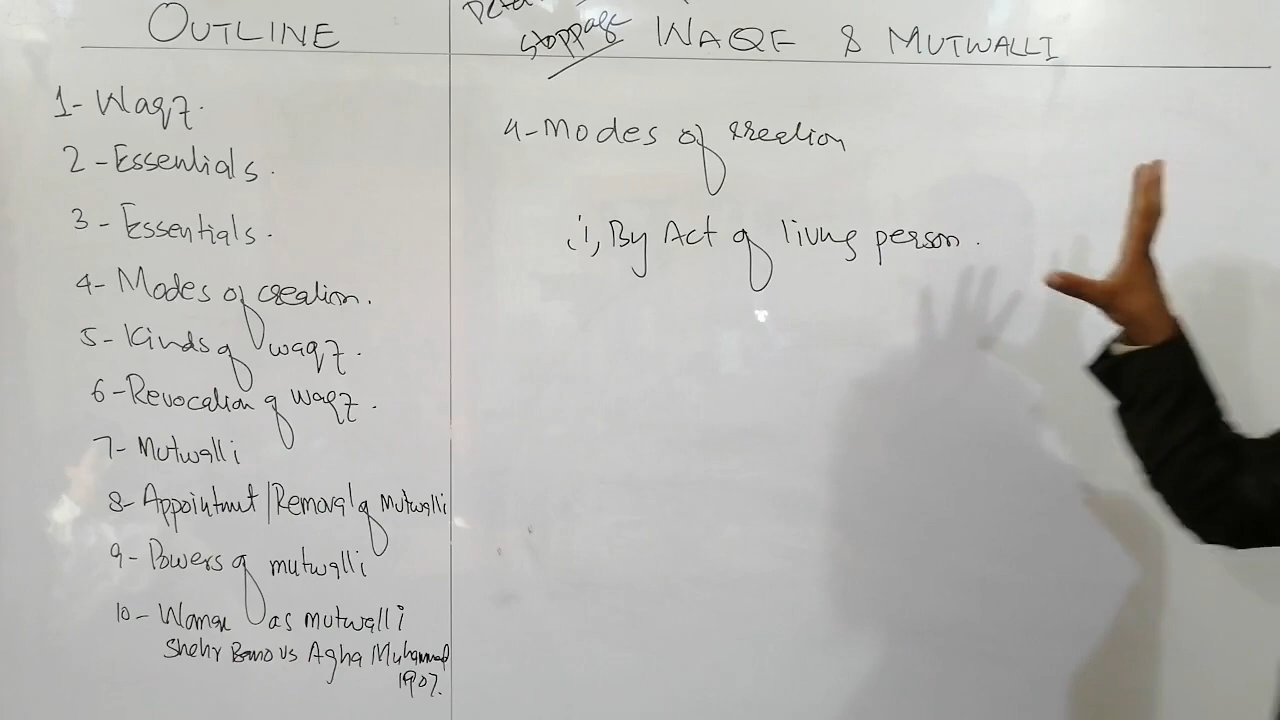 OUTLINE
1- Waqf.
2 - Essentials.
3 - Essentials.
4- Modes of creation.
5 - Kinds of waqf.
6 - Revocation of waqf.
7- Mutwalli
8- Appointmnt / Removal of Mutwalli
9 - Powers of mutwalli
10 - Woman as mutwalli
Shehr Bano vs Agha Muhammad
1907.
stoppage WAQF & MUTWALLI
4 - Modes of creation
i, By Act of living person.